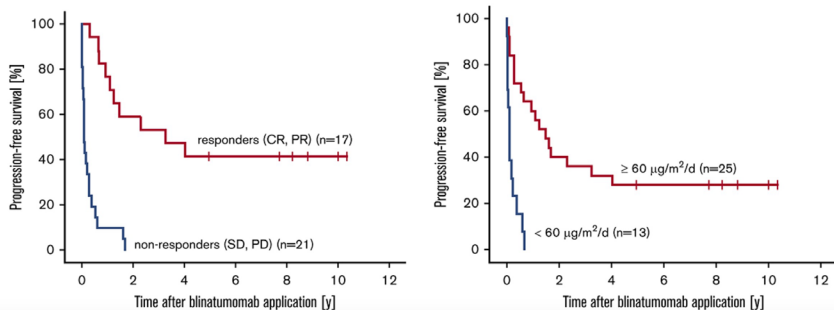 Progression-free survival [%]
100
80
60
40
20
0
responders (CR, PR) (n=17)
non-responders (SD, PD) (n=21)
0 2 4 6 8 10 12
Time after blinatumomab application [y]
Progression-free survival [%]
100
80
60
40
20
0
≥ 60 μg/m²/d (n=25)
< 60 μg/m²/d (n=13)
0 2 4 6 8 10 12
Time after blinatumomab application [y]